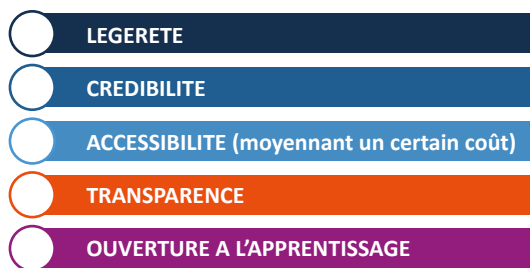 LEGERETE
CREDIBILITE
ACCESSIBILITE (moyennant un certain coût)
TRANSPARENCE
OUVERTURE A L’APPRENTISSAGE